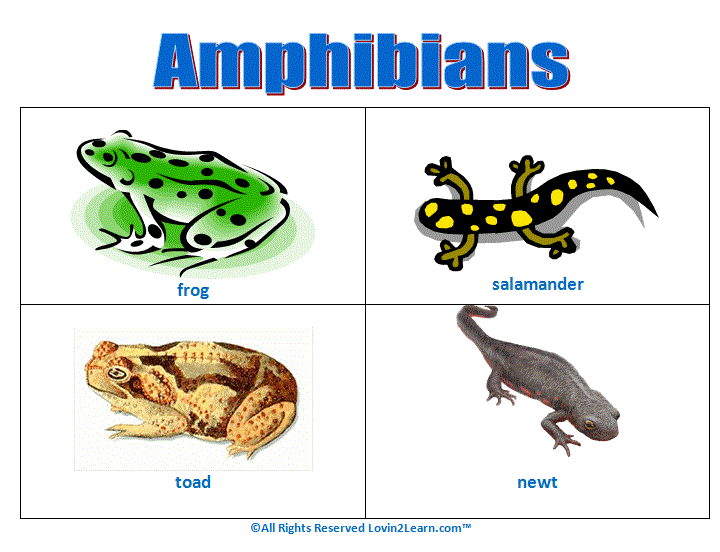 Amphibians
frog
salamander
toad
newt
©All Rights Reserved Lovin2Learn.com™